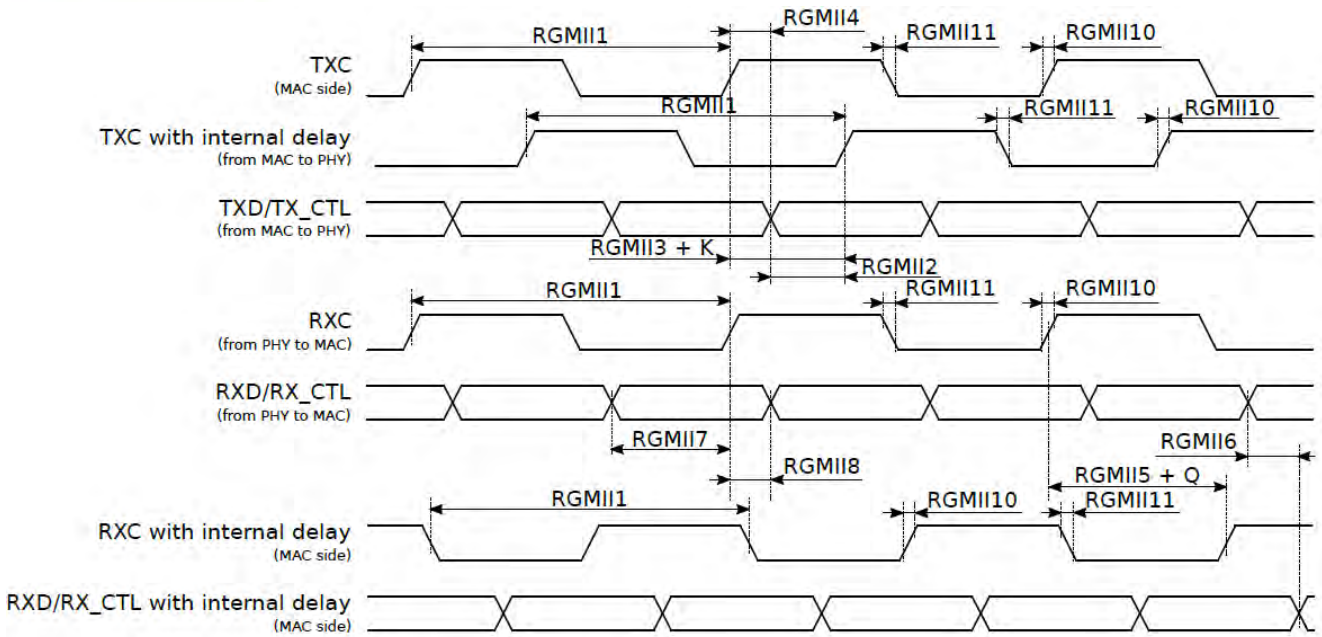 RGMII4
RGMII1 RGMII11 RGMII10
TXC
(MAC side)
RGMII1 RGMII11 RGMII10
TXC with internal delay
(from MAC to PHY)
TXD/TX_CTL
(from MAC to PHY)
RGMII3 + K
RGMII2
RGMII1 RGMII11 RGMII10
RXC
(from PHY to MAC)
RXD/RX_CTL
(from PHY to MAC)
RGMII7 RGMII6
RGMII8 RGMII5 + Q
RGMII1 RGMII10 RGMII11
RXC with internal delay
(MAC side)
RXD/RX_CTL with internal delay
(MAC side)